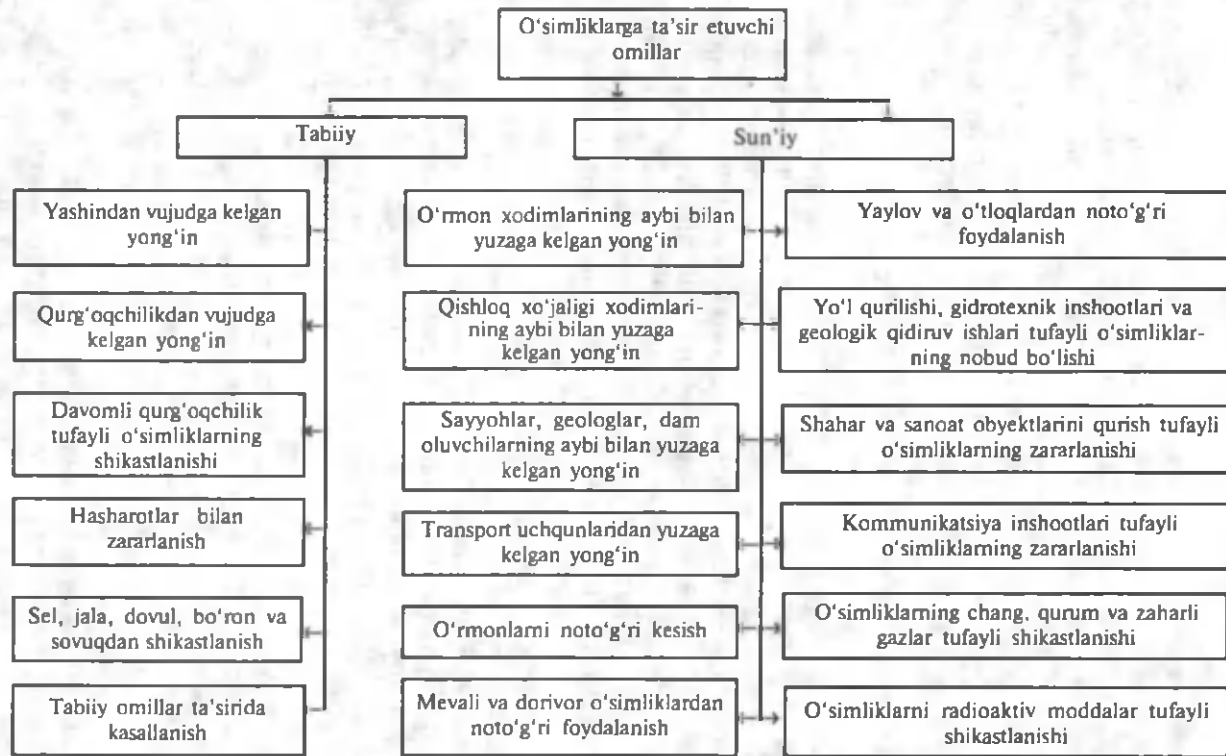 O‘simliklarga ta’sir etuvchi
omillar
Tabiiy
Sun’iy
Yashindan vujudga kelgan
yong‘in
Qurg‘oqchilikdan vujudga
kelgan yong‘in
Davomli qurg‘oqchilik
tufayli o‘simliklarning
shikastlanishi
Hasharotlar bilan
zararlanish
Sel, jala, dovul, bo‘ron va
sovuqdan shikastlanish
Tabiiy omillar ta’sirida
kasallanish
O‘rmon xodimlarining aybi bilan
yuzaga kelgan yong‘in
Qishloq xo‘jaligi xodimlari-
ning aybi bilan yuzaga
kelgan yong‘in
Sayyohlar, geologlar, dam
oluvchilarning aybi bilan yuzaga
kelgan yong‘in
Transport uchqunlaridan yuzaga
kelgan yong‘in
O‘rmonlarni noto‘g‘ri kesish
Mevali va dorivor o‘simliklardan
noto‘g‘ri foydalanish
Yaylov va o‘tloqlardan noto‘g‘ri
foydalanish
Yo‘l qurilishi, gidrotexnik inshootlari va
geologik qidiruv ishlari tufayli o‘simliklar-
ning nobud bo‘lishi
Shahar va sanoat obyektlarini qurish tufayli
o‘simliklarning zararlanishi
Kommunikatsiya inshootlari tufayli
o‘simliklarning zararlanishi
O‘simliklarning chang, qurum va zaharli
gazlar tufayli shikastlanishi
O‘simliklarni radioaktiv moddalar tufayli
shikastlanishi